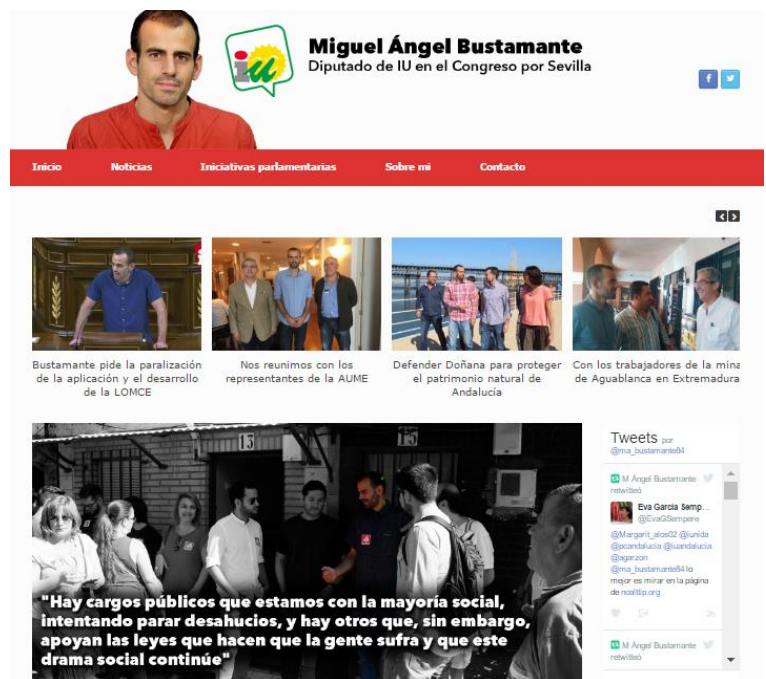 iu
Miguel Ángel Bustamante
Diputado de IU en el Congreso por Sevilla
Inicio Noticias Iniciativas parlamentarias Sobre mi Contacto
Bustamante pide la paralización
de la aplicación y el desarrollo
de la LOMCE
Nos reunimos con los
representantes de la AUME
Defender Doñana para proteger
el patrimonio natural de
Andalucía
Con los trabajadores de la mina
de Aguablanca en Extremadura
13
15
"Hay cargos públicos que estamos con la mayoría social,
intentando parar desahucios, y hay otros que, sin embargo,
apoyan las leyes que hacen que la gente sufra y que este
drama social continúe"
Tweets por
@ma_bustamante84
M Ángel Bustamante
retwitteó
Eva García Semp...
@EvaGSempere
@Margarit_alos02 @iunida
@pcandalucia @iuandalucia
@agarzon
@ma_bustamante84 lo
mejor es mirar en la página
de noalttip.org
M Ángel Bustamante
retwitteó